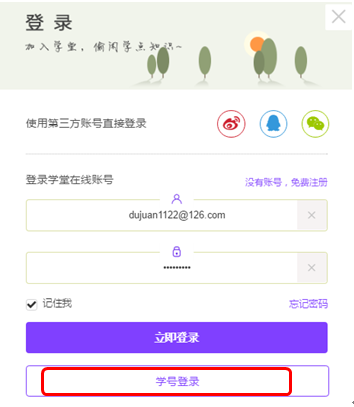 登 录
加入学堂，偷闲学点知识~
使用第三方账号直接登录
登录学堂在线账号
没有账号，免费注册
dujuan1122@126.com
•••••••••
记住我
忘记密码
立即登录
学号登录